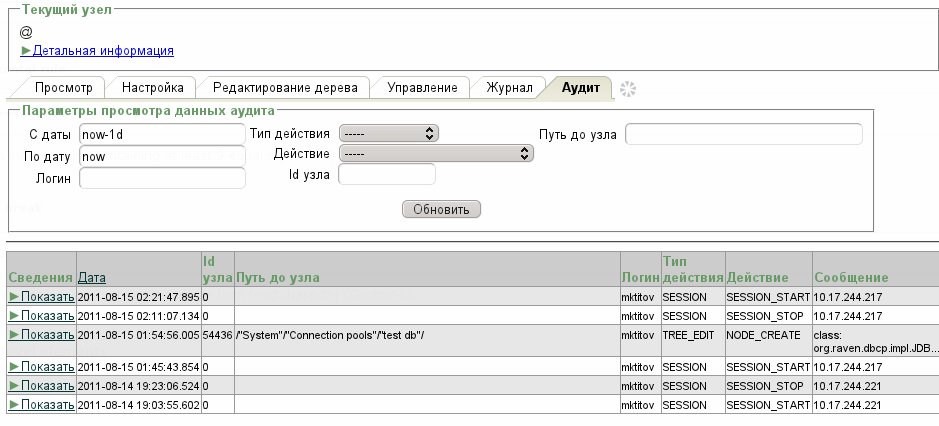 Текущий узел
@
Детальная информация
Просмотр Настройка Редактирование дерева Управление Журнал Аудит
Параметры просмотра данных аудита
С даты now-1d Тип действия ----- Путь до узла
По дату now Действие -----
Логин Id узла
Обновить
Сведения Дата Id узла Путь до узла Логин Тип действия Действие Сообщение
Показать 2011-08-15 02:21:47.895 0 mktitov SESSION SESSION_START 10.17.244.217
Показать 2011-08-15 02:11:07.134 0 mktitov SESSION SESSION_STOP 10.17.244.217
Показать 2011-08-15 01:54:56.005 54436 /"System"/"Connection pools"/"test db"/ mktitov TREE_EDIT NODE_CREATE class: org.raven.dbcp.impl.JDB...
Показать 2011-08-15 01:45:43.854 0 mktitov SESSION SESSION_START 10.17.244.217
Показать 2011-08-14 19:23:06.524 0 mktitov SESSION SESSION_STOP 10.17.244.221
Показать 2011-08-14 19:03:55.602 0 mktitov SESSION SESSION_START 10.17.244.221